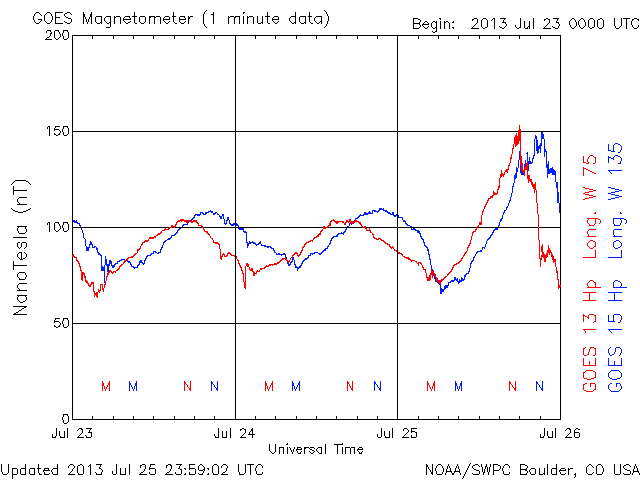 GOES Magnetometer (1 minute data)
Begin: 2013 Jul 23 0000 UTC
200
150
100
50
0
NanoTesla (nT)
M M N N M M N N M M N N
Jul 23 Jul 24 Jul 25 Jul 26
Universal Time
GOES 13 Hp Long. W 75
GOES 15 Hp Long. W 135
Updated 2013 Jul 25 23:59:02 UTC
NOAA/SWPC Boulder, CO USA